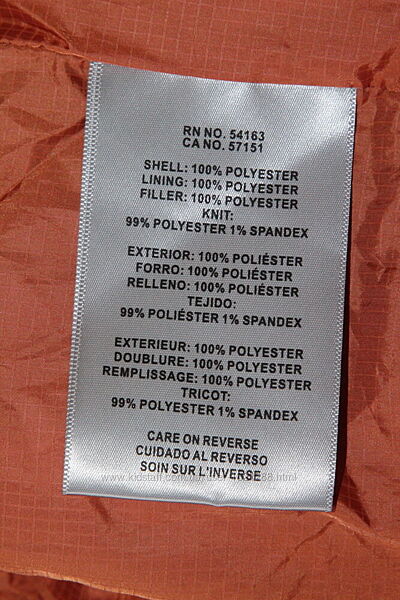 RN NO. 54163
CA NO. 57151
SHELL: 100% POLYESTER
LINING: 100% POLYESTER
FILLER: 100% POLYESTER
KNIT:
99% POLYESTER 1% SPANDEX
EXTERIOR: 100% POLIÉSTER
FORRO: 100% POLIÉSTER
RELLENO: 100% POLIÉSTER
TEJIDO:
99% POLIÉSTER 1% SPANDEX
EXTERIEUR: 100% POLYESTER
DOUBLURE: 100% POLYESTER
REMPLISSAGE: 100% POLYESTER
TRICOT:
99% POLYESTER 1% SPANDEX
CARE ON REVERSE
CUIDADO AL REVERSO
SOIN SUR L'INVERSE